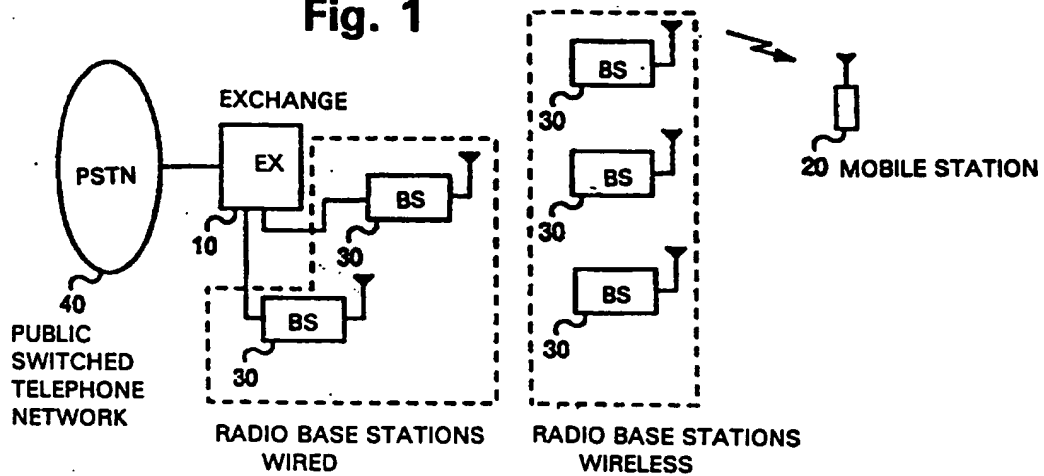 Fig. 1
EXCHANGE
PSTN
EX
BS
BS
BS
BS
BS
10
30
30
30
30
30
40
20 MOBILE STATION
PUBLIC
SWITCHED
TELEPHONE
NETWORK
RADIO BASE STATIONS
WIRED
RADIO BASE STATIONS
WIRELESS